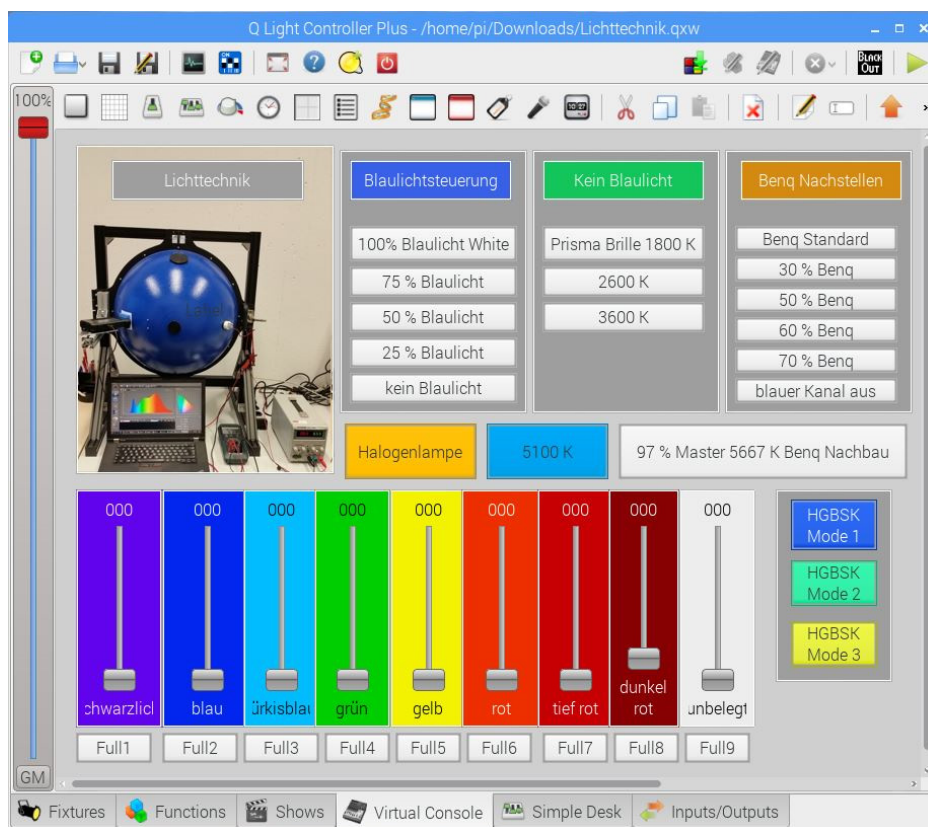 Q Light Controller Plus - /home/pi/Downloads/Lichttechnik.qxw
BLACK OUT
100%
Lichttechnik
Blaulichtsteuerung
100% Blaulicht White
75 % Blaulicht
50 % Blaulicht
25 % Blaulicht
kein Blaulicht
Kein Blaulicht
Prisma Brille 1800 K
2600 K
3600 K
Benq Nachstellen
Benq Standard
30 % Benq
50 % Benq
60 % Benq
70 % Benq
blauer Kanal aus
Halogenlampe
5100 K
97 % Master 5667 K Benq Nachbau
000 000 000 000 000 000 000 000 000
chwarzlicl blau ürkisblau grün gelb rot tief rot dunkel rot unbelegt
Full1 Full2 Full3 Full4 Full5 Full6 Full7 Full8 Full9
HGBSK
Mode 1
HGBSK
Mode 2
HGBSK
Mode 3
GM
Fixtures Functions Shows Virtual Console Simple Desk Inputs/Outputs